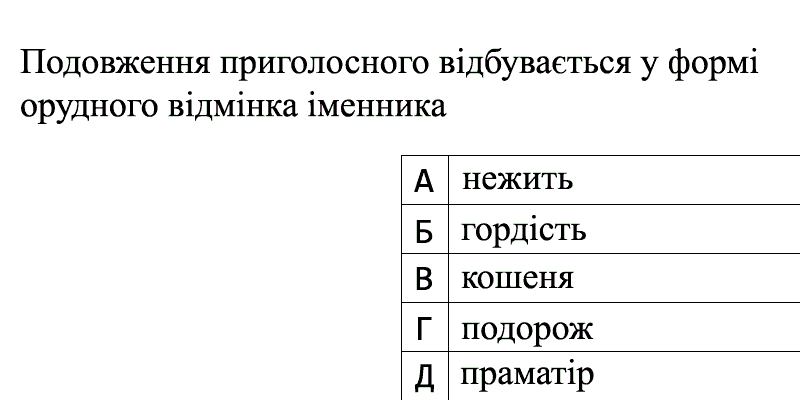 Подовження приголосного відбувається у формі
орудного відмінка іменника
А нежить
Б гордість
В кошеня
Г подорож
Д праматір